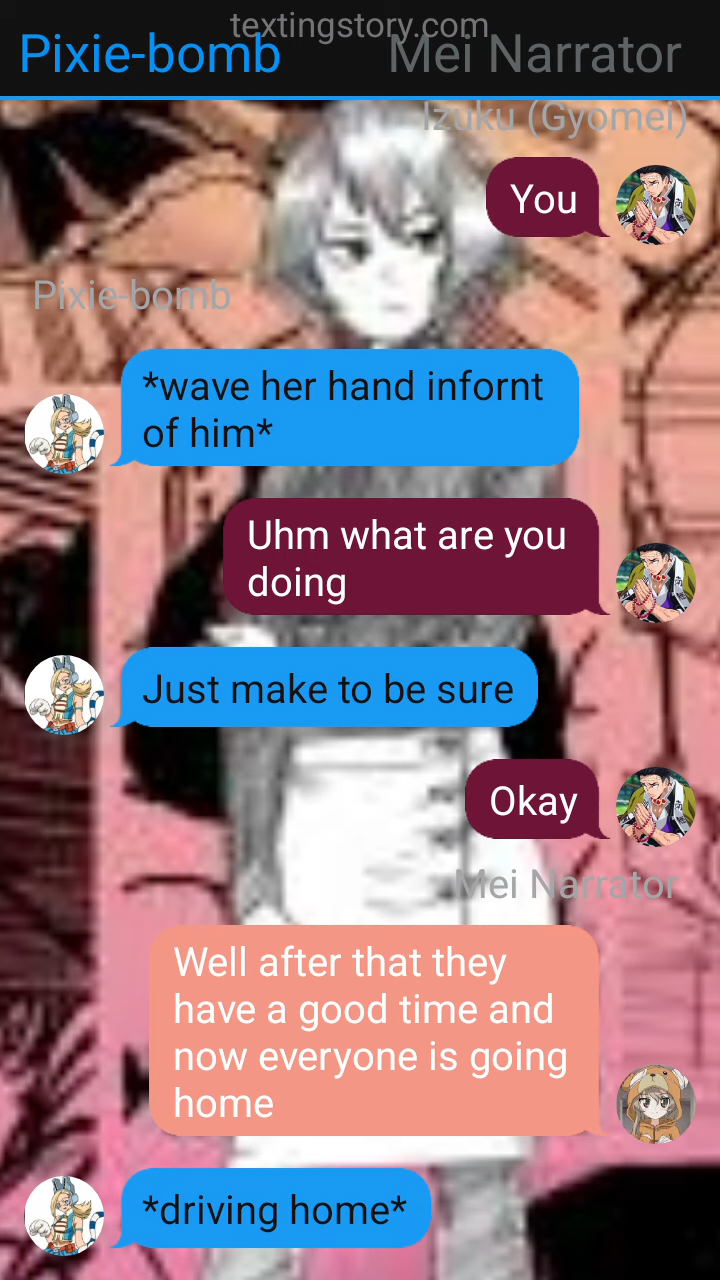 textingstory.com
Pixie-bomb
Mei Narrator
Izuku (Gyomei)
You
Pixie-bomb
*wave her hand infornt
of him*
Uhm what are you
doing
Just make to be sure
Okay
Mei Narrator
Well after that they
have a good time and
now everyone is going
home
*driving home*